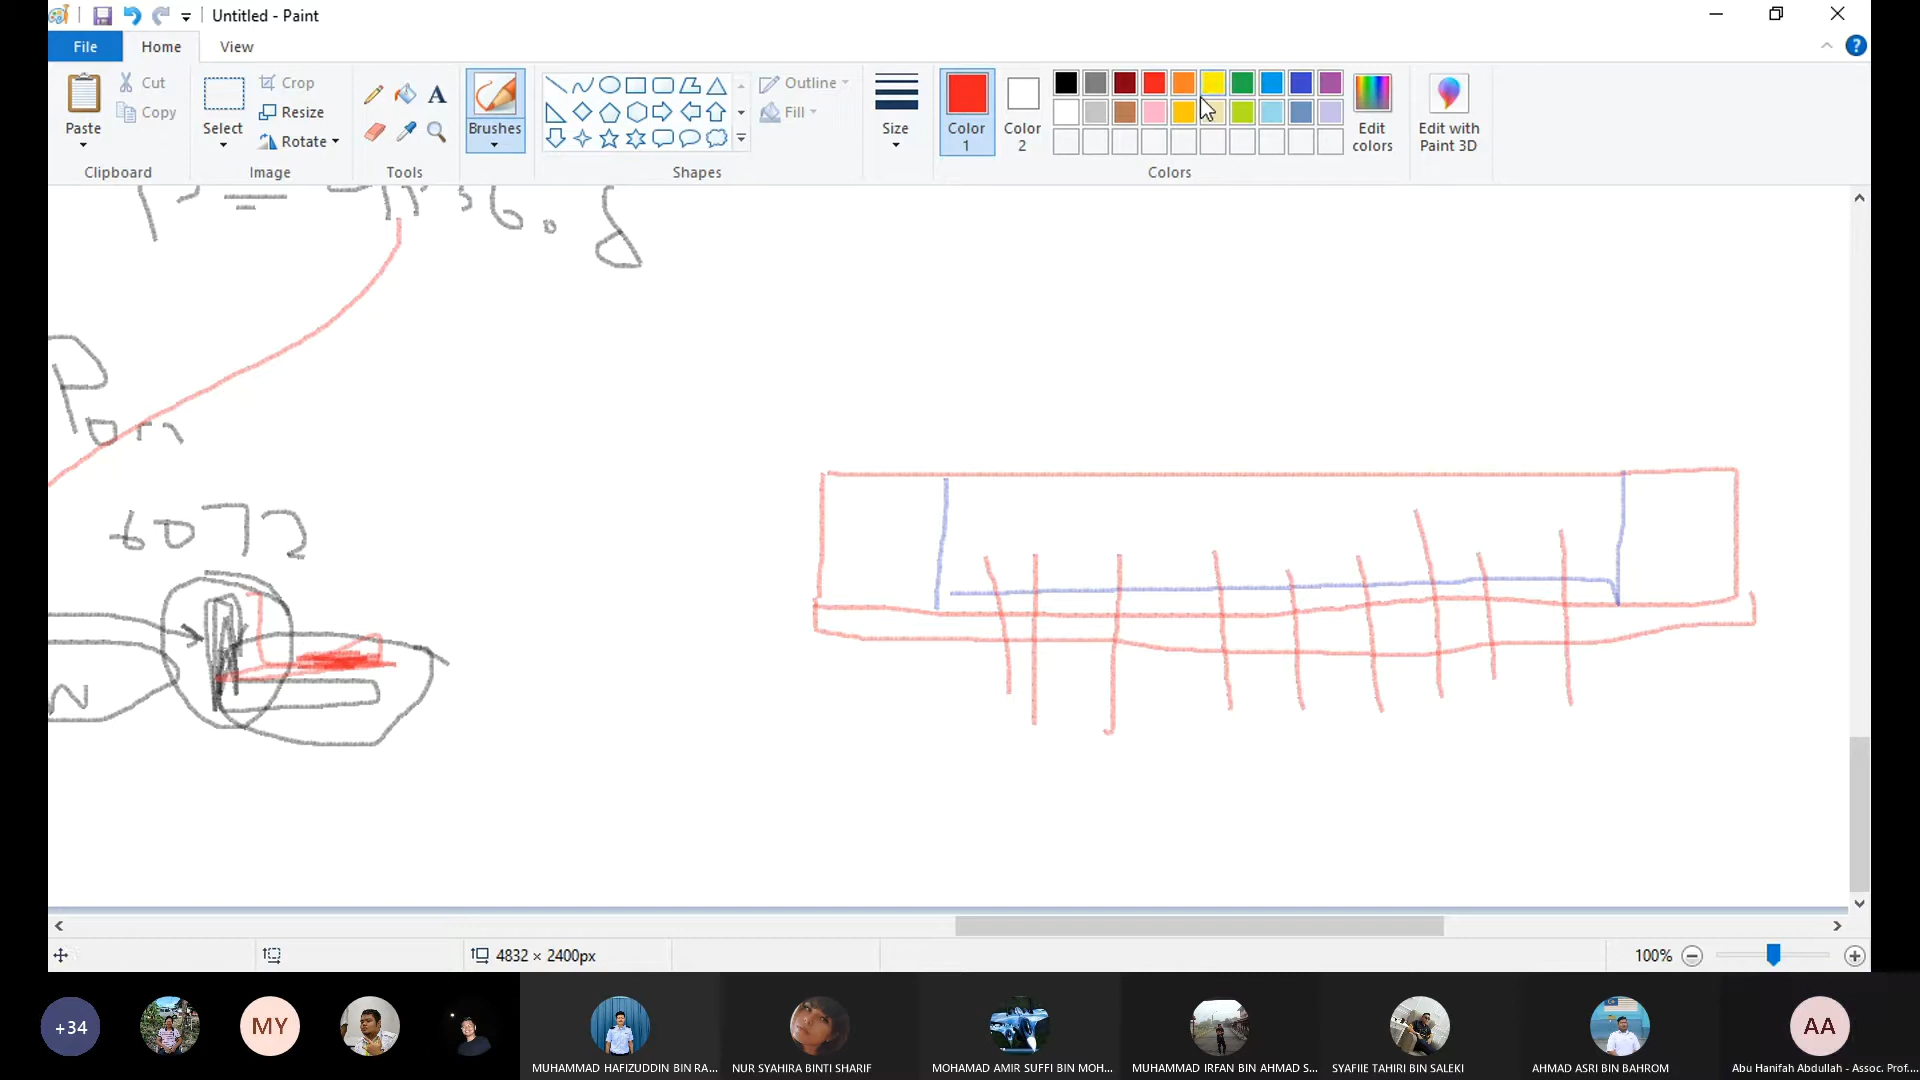 Untitled - Paint
File
Home
View
Paste
Cut
Copy
Clipboard
Select
Crop
Resize
Rotate
Image
Tools
Brushes
Shapes
Outline
Fill
Size
Color 1
Color 2
Colors
Edit colors
Edit with Paint 3D
6072
N
4832 × 2400px
100%
+34
MY
AA
MUHAMMAD HAFIZUDDIN BIN RA...
NUR SYAHIRA BINTI SHARIF
MOHAMAD AMIR SUFFI BIN MOH...
MUHAMMAD IRFAN BIN AHMAD S...
SYAFIIE TAHIRI BIN SALEKI
AHMAD ASRI BIN BAHROM
Abu Hanifah Abdullah - Assoc. Prof....